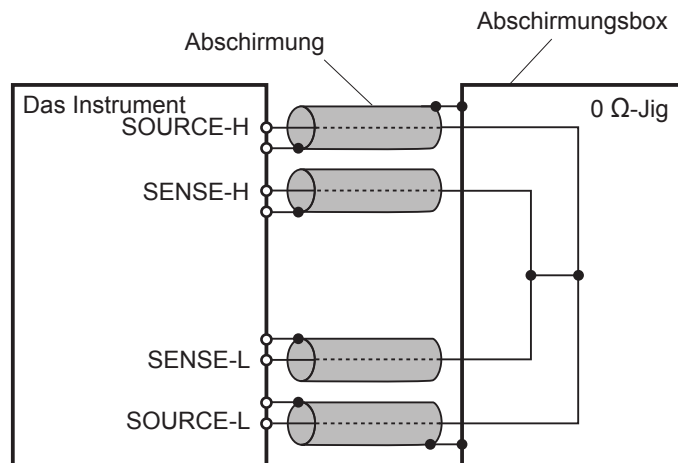 Abschirmungsbox
Abschirmung
Das Instrument
0 Ω-Jig
SOURCE-H
SENSE-H
SENSE-L
SOURCE-L